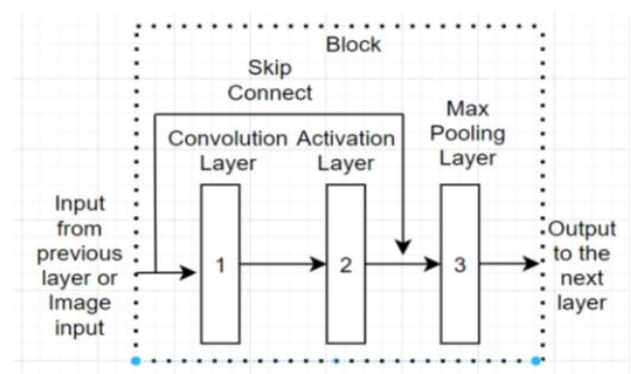 Block
Skip
Connect
Convolution
Layer
Activation
Layer
Max
Pooling
Layer
Input
from
previous
layer or
Image
input
1
2
3
Output
to the
next
layer